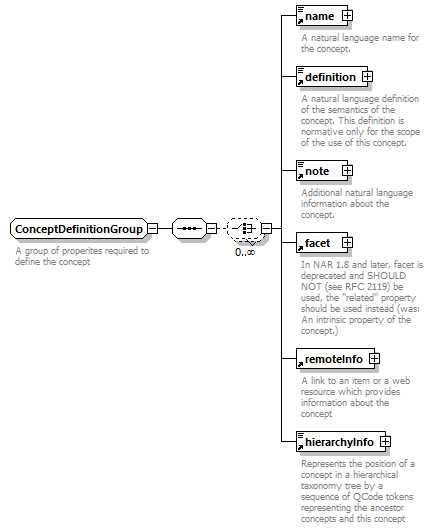 name
A natural language name for
the concept.
definition
A natural language definition
of the semantics of the
concept. This definition is
normative only for the scope
of the use of this concept.
note
Additional natural language
information about the
concept.
ConceptDefinitionGroup
A group of properites required to
define the concept
0..∞
facet
In NAR 1.8 and later, facet is
deprecated and SHOULD
NOT (see RFC 2119) be
used, the "related" property
should be used instead (was:
An intrinsic property of the
concept.)
remoteInfo
A link to an item or a web
resource which provides
information about the
concept
hierarchyInfo
Represents the position of a
concept in a hierarchical
taxonomy tree by a
sequence of QCode tokens
representing the ancestor
concepts and this concept